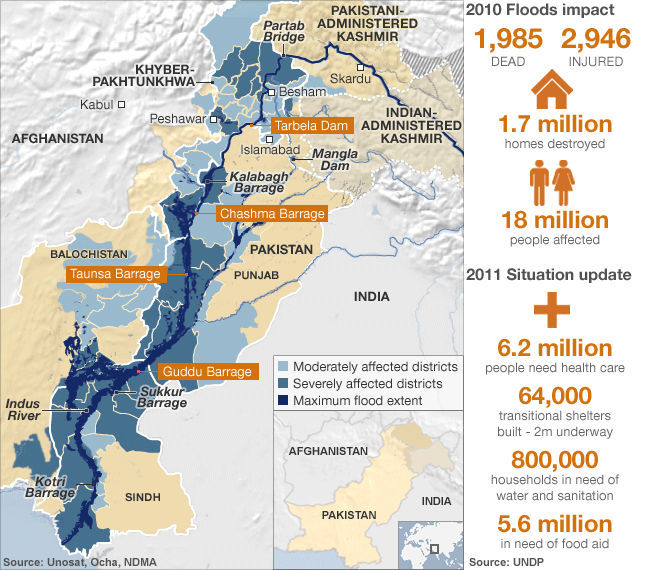 Partab
Bridge
PAKISTANI-
ADMINISTERED
KASHMIR
KHYBER-
PAKHTUNKHWA
Skardu
Kabul
Besham
Peshawar
Tarbela Dam
INDIAN-
ADMINISTERED
KASHMIR
AFGHANISTAN
Islamabad
Mangla
Dam
Kalabagh
Barrage
Chashma Barrage
BALOCHISTAN
PAKISTAN
Taunsa Barrage
PUNJAB
INDIA
Guddu Barrage
Sukkur
Barrage
Indus
River
Kotri
Barrage
SINDH
Moderately affected districts
Severely affected districts
Maximum flood extent
AFGHANISTAN
INDIA
PAKISTAN
Source: Unosat, Ocha, NDMA
2010 Floods impact
1,985 2,946
DEAD INJURED
1.7 million
homes destroyed
18 million
people affected
2011 Situation update
6.2 million
people need health care
64,000
transitional shelters
built - 2m underway
800,000
households in need of
water and sanitation
5.6 million
in need of food aid
Source: UNDP